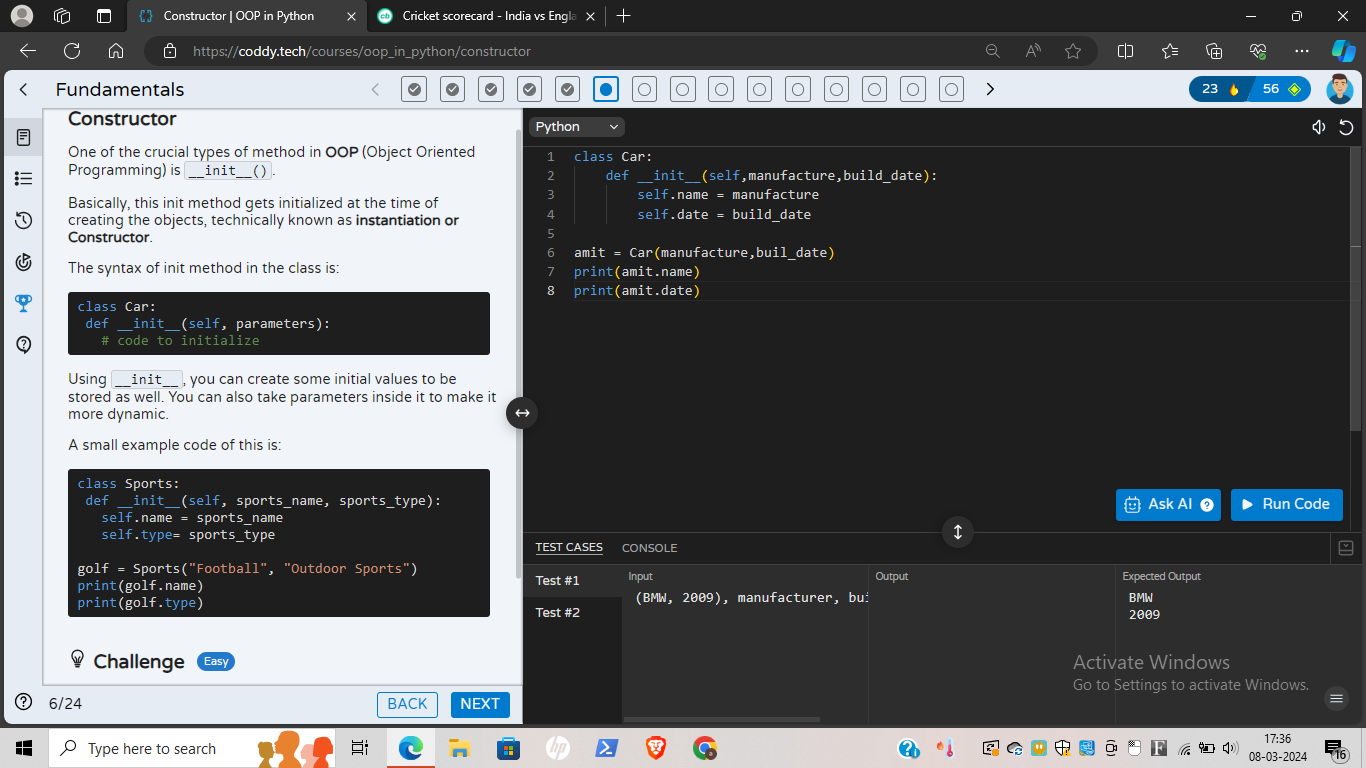 Constructor | OOP in Python
Cricket scorecard - India vs Engla
https://coddy.tech/courses/oop_in_python/constructor
Fundamentals
23
56
Constructor
One of the crucial types of method in OOP (Object Oriented
Programming) is __init__().
Basically, this init method gets initialized at the time of
creating the objects, technically known as instantiation or
Constructor.
The syntax of init method in the class is:
class Car:
def __init__(self, parameters):
# code to initialize
Using __init__, you can create some initial values to be
stored as well. You can also take parameters inside it to make it
more dynamic.
A small example code of this is:
class Sports:
def __init__(self, sports_name, sports_type):
self.name = sports_name
self.type= sports_type
golf = Sports("Football", "Outdoor Sports")
print(golf.name)
print(golf.type)
Challenge Easy
6/24
BACK
NEXT
Python
1 class Car:
2 def __init__(self,manufacture,build_date):
3 self.name = manufacture
4 self.date = build_date
5
6 amit = Car(manufacture,buil_date)
7 print(amit.name)
8 print(amit.date)
Ask AI ?
Run Code
TEST CASES
CONSOLE
Test #1
Test #2
Input
(BMW, 2009), manufacturer, bui
Output
Expected Output
BMW
2009
Activate Windows
Go to Settings to activate Windows.
Type here to search
17:36
08-03-2024
16